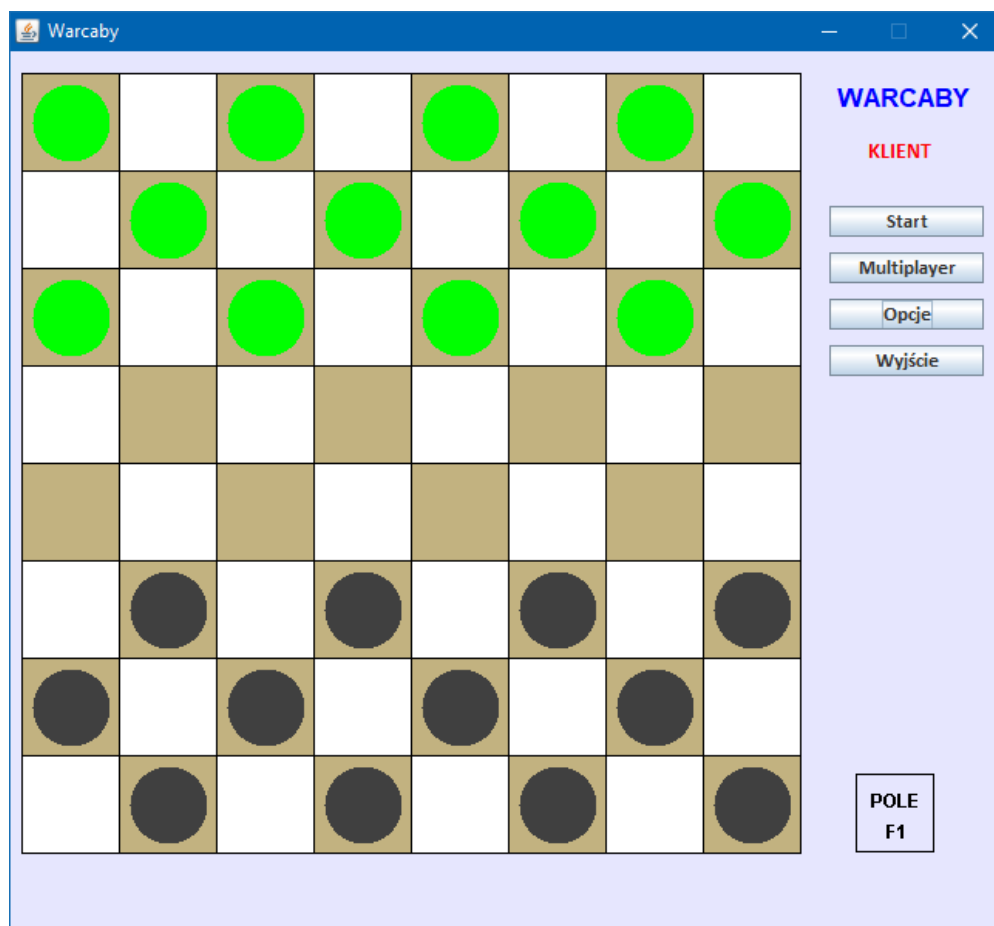 Warcaby
WARCABY
KLIENT
Start
Multiplayer
Opcje
Wyjście
POLE
F1